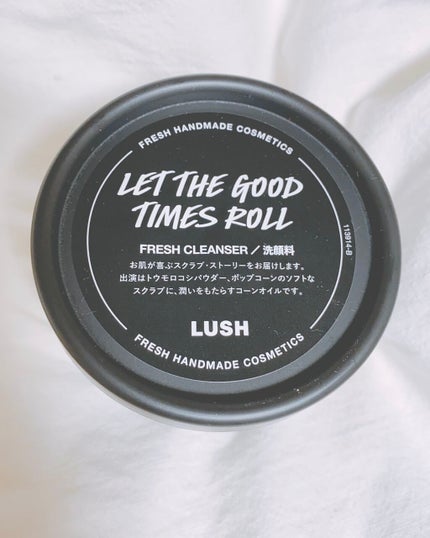 FRESH HANDMADE COSMETICS
LET THE GOOD
TIMES ROLL
FRESH CLEANSER / 洗顔料
お肌が喜ぶスクラブ・ストーリーをお届けします。
出演はトウモロコシパウダー、ポップコーンのソフトな
スクラブに、潤いをもたらすコーンオイルです。
LUSH
FRESH HANDMADE COSMETICS
113914-B